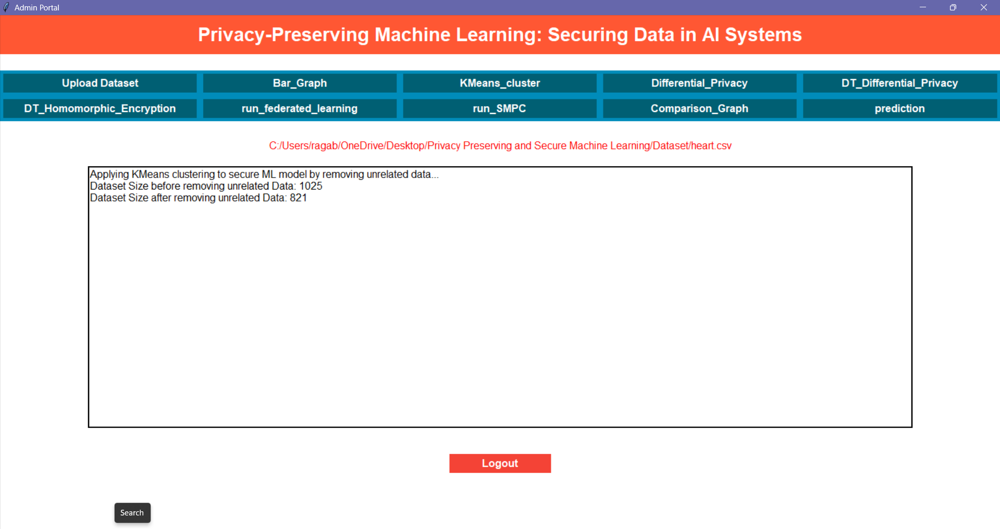 Admin Portal
Privacy-Preserving Machine Learning: Securing Data in AI Systems
Upload Dataset
Bar_Graph
KMeans_cluster
Differential_Privacy
DT_Differential_Privacy
DT_Homomorphic_Encryption
run_federated_learning
run_SMPC
Comparison_Graph
prediction
C:/Users/ragab/OneDrive/Desktop/Privacy Preserving and Secure Machine Learning/Dataset/heart.csv
Applying KMeans clustering to secure ML model by removing unrelated data...
Dataset Size before removing unrelated Data: 1025
Dataset Size after removing unrelated Data: 821
Logout
Search